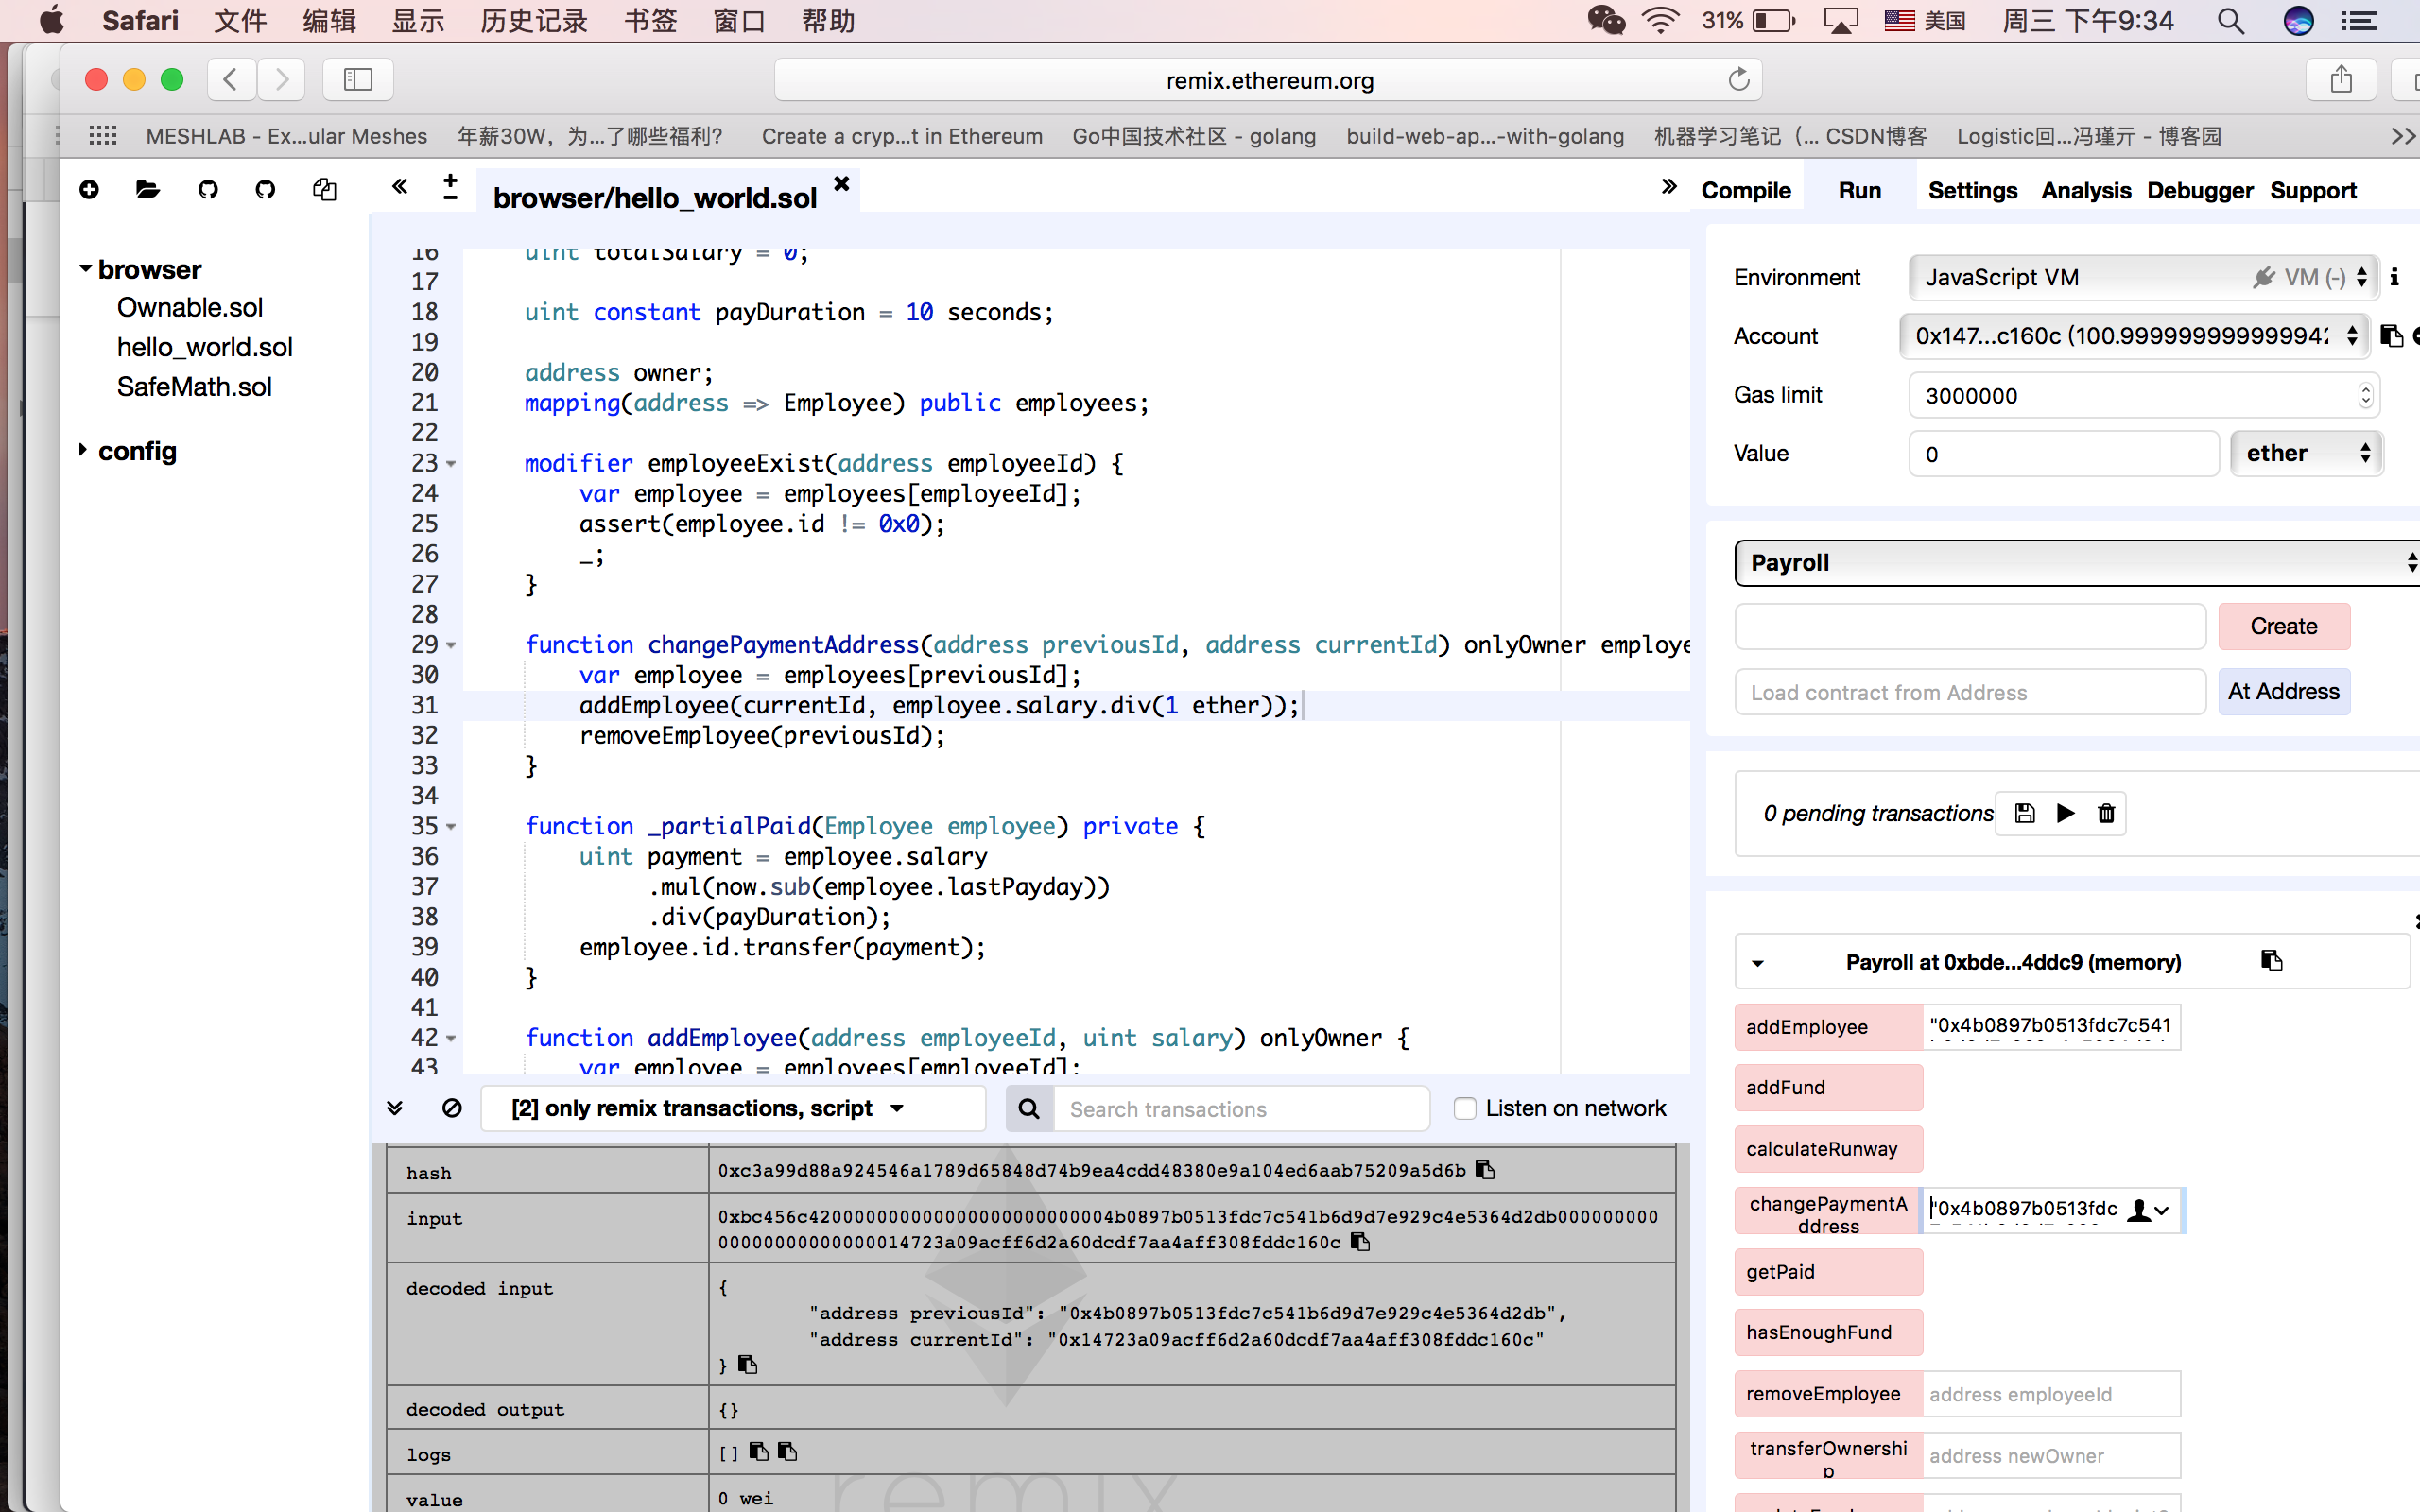 Safari 文件 编辑 显示 历史记录 书签 窗口 帮助 31% 美国 周三 下午9:34
remix.ethereum.org
MESHLAB - Ex...ular Meshes 年薪30W，为...了哪些福利? Create a cryp...t in Ethereum Go中国技术社区 - golang build-web-ap...-with-golang 机器学习笔记（... CSDN博客 Logistic回...冯瑾亓 - 博客园
browser/hello_world.sol
browser
Ownable.sol
hello_world.sol
SafeMath.sol
config
16 uint totalSalary = 0;
17
18 uint constant payDuration = 10 seconds;
19
20 address owner;
21 mapping(address => Employee) public employees;
22
23 modifier employeeExist(address employeeId) {
24 var employee = employees[employeeId];
25 assert(employee.id != 0x0);
26 _;
27 }
28
29 function changePaymentAddress(address previousId, address currentId) onlyOwner employe
30 var employee = employees[previousId];
31 addEmployee(currentId, employee.salary.div(1 ether));
32 removeEmployee(previousId);
33 }
34
35 function _partialPaid(Employee employee) private {
36 uint payment = employee.salary
37 .mul(now.sub(employee.lastPayday))
38 .div(payDuration);
39 employee.id.transfer(payment);
40 }
41
42 function addEmployee(address employeeId, uint salary) onlyOwner {
43 var employee = employees[employeeId];
[2] only remix transactions, script
Search transactions
Listen on network
hash 0xc3a99d88a924546a1789d65848d74b9ea4cdd48380e9a104ed6aab75209a5d6b
input 0xbc456c420000000000000000000000004b0897b0513fdc7c541b6d9d7e929c4e5364d2db000000000
00000000000000014723a09acff6d2a60dcdf7aa4aff308fddc160c
decoded input {
"address previousId": "0x4b0897b0513fdc7c541b6d9d7e929c4e5364d2db",
"address currentId": "0x14723a09acff6d2a60dcdf7aa4aff308fddc160c"
}
decoded output {}
logs []
value 0 wei
remix
Compile Run Settings Analysis Debugger Support
Environment JavaScript VM VM (-)
Account 0x147...c160c (100.9999999999999942
Gas limit 3000000
Value 0 ether
Payroll
Create
Load contract from Address At Address
0 pending transactions
Payroll at 0xbde...4ddc9 (memory)
addEmployee "0x4b0897b0513fdc7c541
addFund
calculateRunway
changePaymentA
ddress "0x4b0897b0513fdc
getPaid
hasEnoughFund
removeEmployee address employeeId
transferOwnershi
p address newOwner